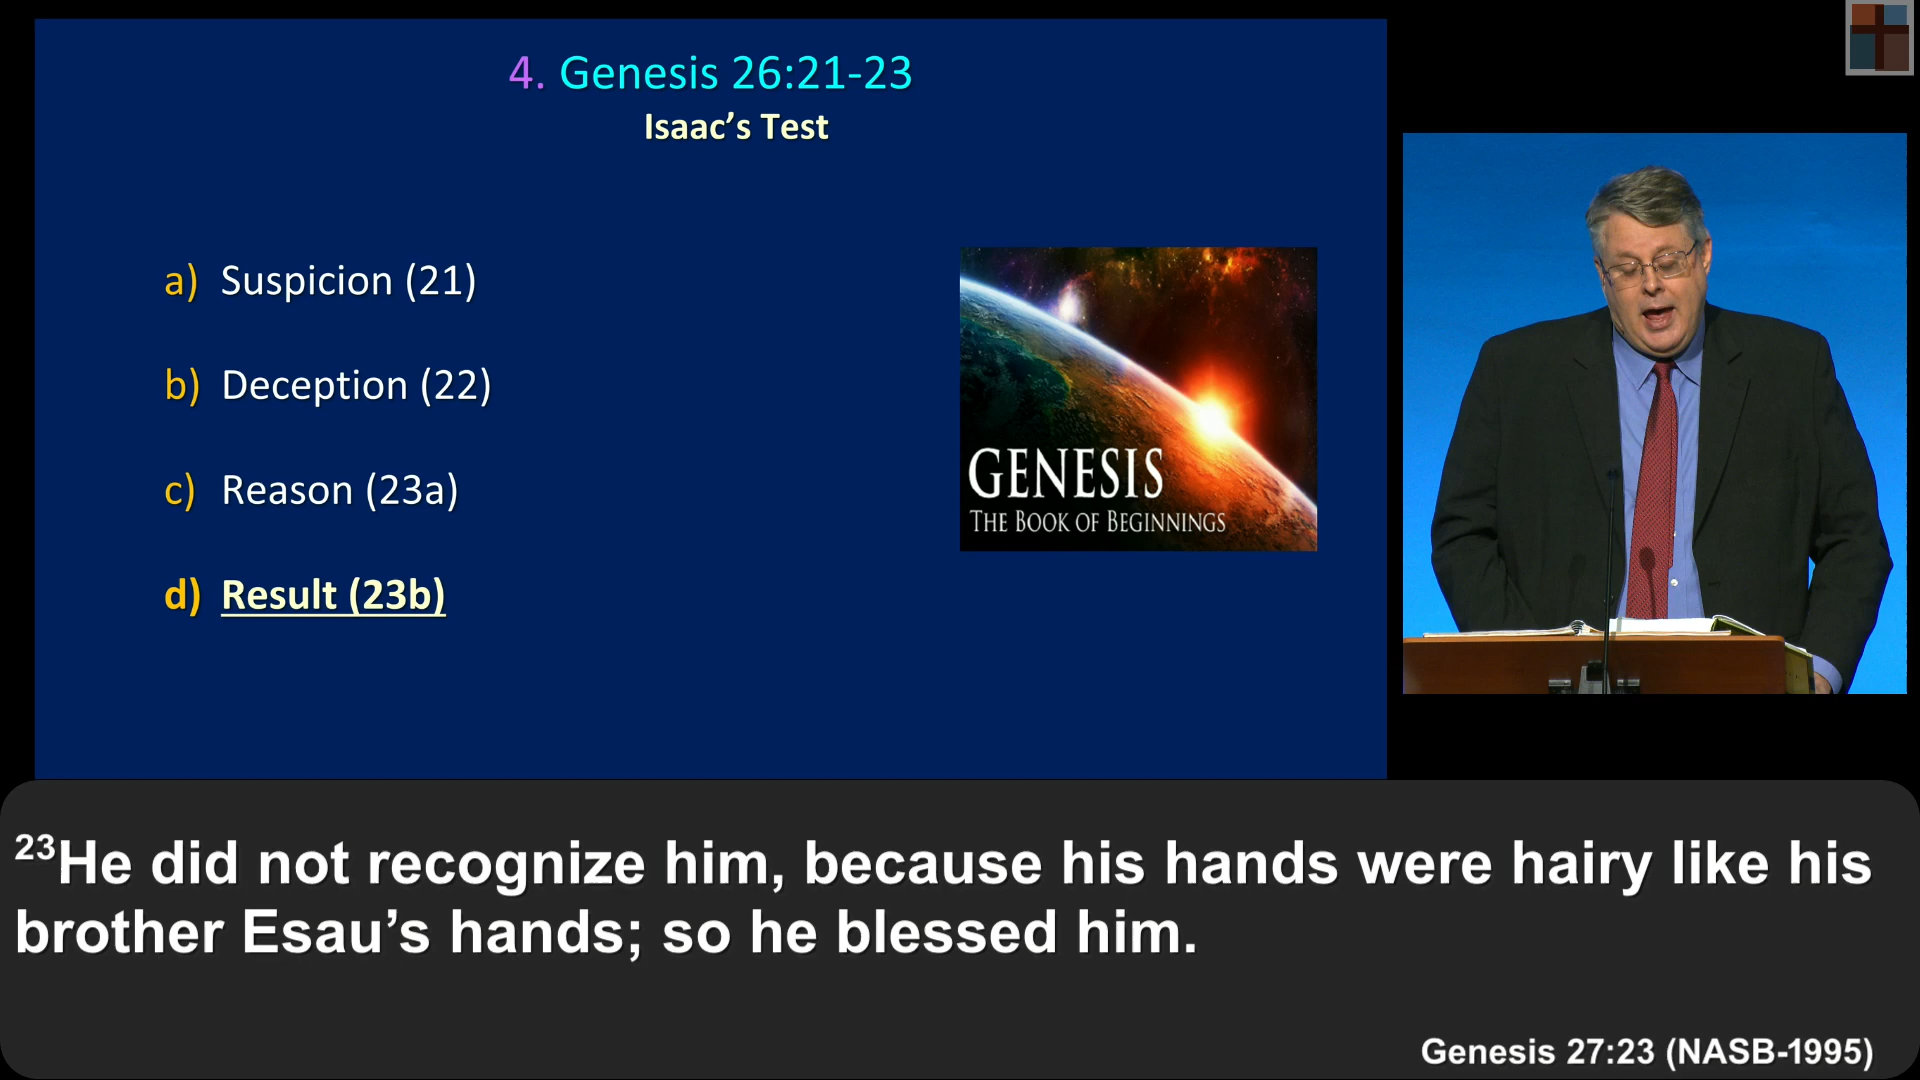 4. Genesis 26:21-23
Isaac’s Test
a) Suspicion (21)
b) Deception (22)
c) Reason (23a)
d) Result (23b)
GENESIS
THE BOOK OF BEGINNINGS
23He did not recognize him, because his hands were hairy like his
brother Esau’s hands; so he blessed him.
Genesis 27:23 (NASB-1995)